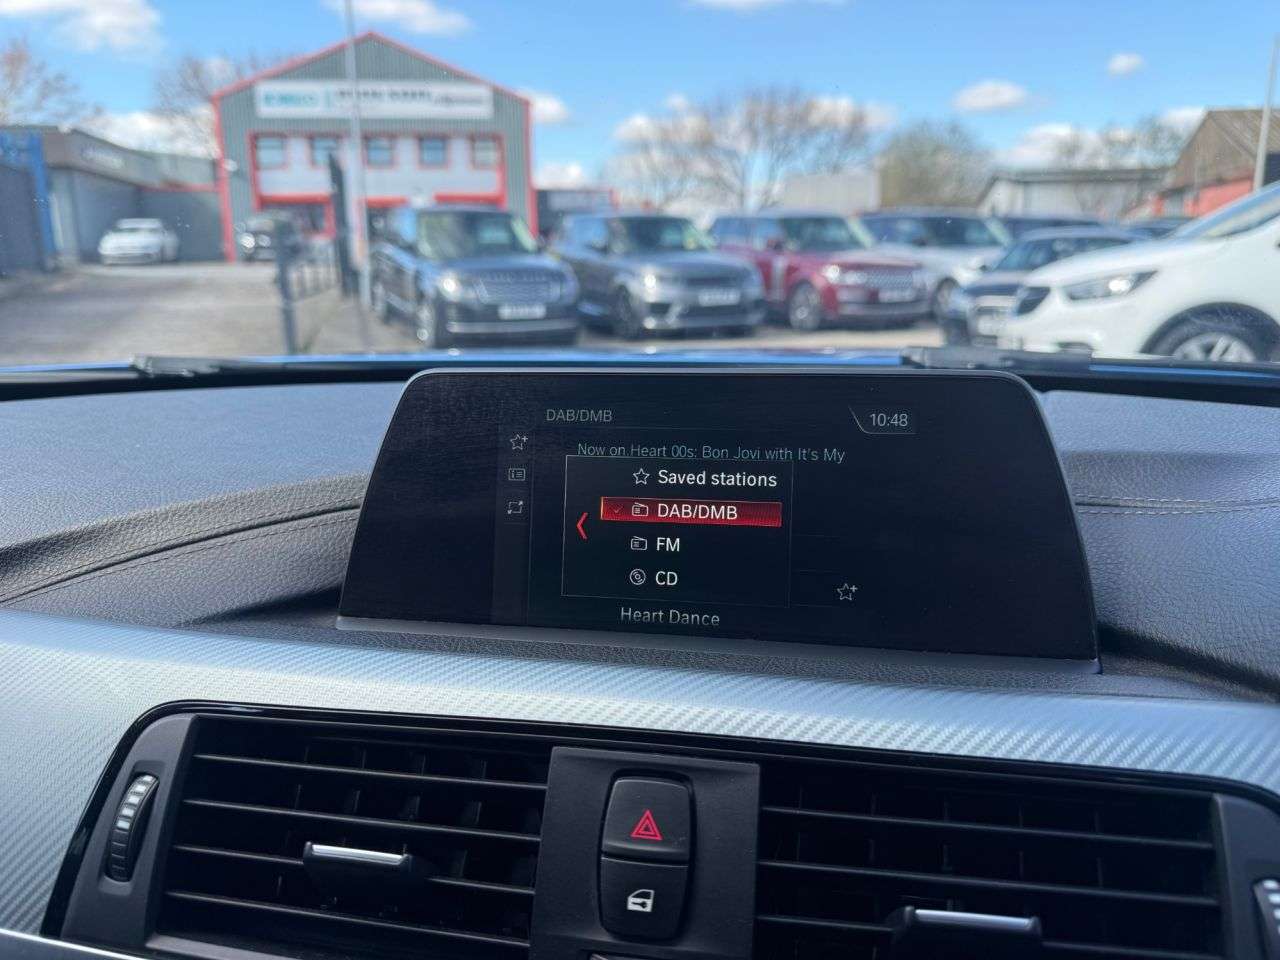 DAB/DMB
10:48
Now on Heart 00s: Bon Jovi with It's My
Saved stations
DAB/DMB
FM
CD
Heart Dance